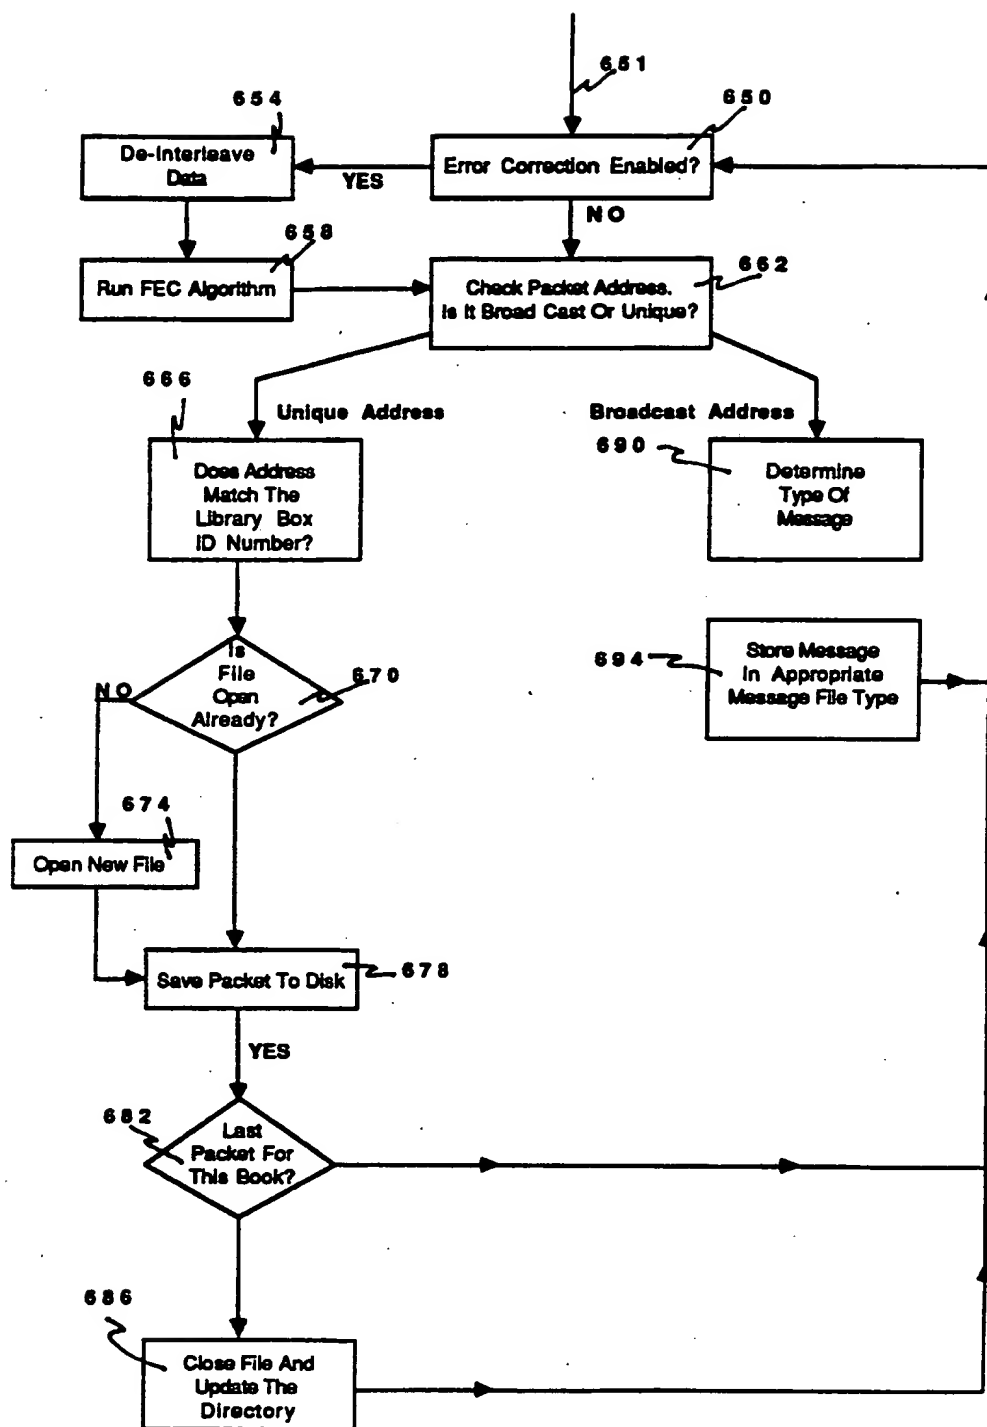 651
654
650
De-Interleave
Data
YES
Error Correction Enabled?
NO
658
662
Run FEC Algorithm
Check Packet Address.
Is It Broad Cast Or Unique?
666
Unique Address
Broadcast Address
690
Does Address
Match The
Library Box
ID Number?
Determine
Type Of
Message
Is
File
Open
Already?
670
NO
694
Store Message
In Appropriate
Message File Type
674
Open New File
Save Packet To Disk
678
YES
682
Last
Packet For
This Book?
686
Close File And
Update The
Directory